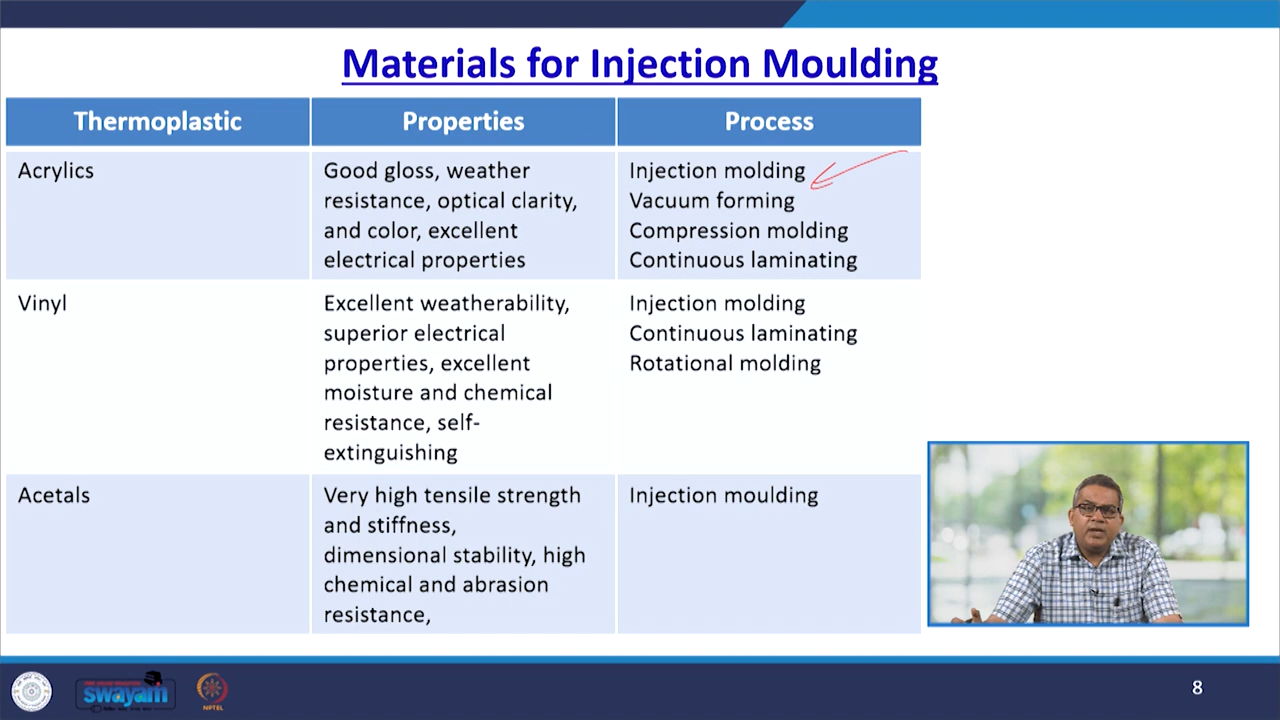 Materials for Injection Moulding
Thermoplastic
Properties
Process
Acrylics
Good gloss, weather
resistance, optical clarity,
and color, excellent
electrical properties
Injection molding
Vacuum forming
Compression molding
Continuous laminating
Vinyl
Excellent weatherability,
superior electrical
properties, excellent
moisture and chemical
resistance, self-
extinguishing
Injection molding
Continuous laminating
Rotational molding
Acetals
Very high tensile strength
and stiffness,
dimensional stability, high
chemical and abrasion
resistance,
Injection moulding
swayam
NPTEL
8